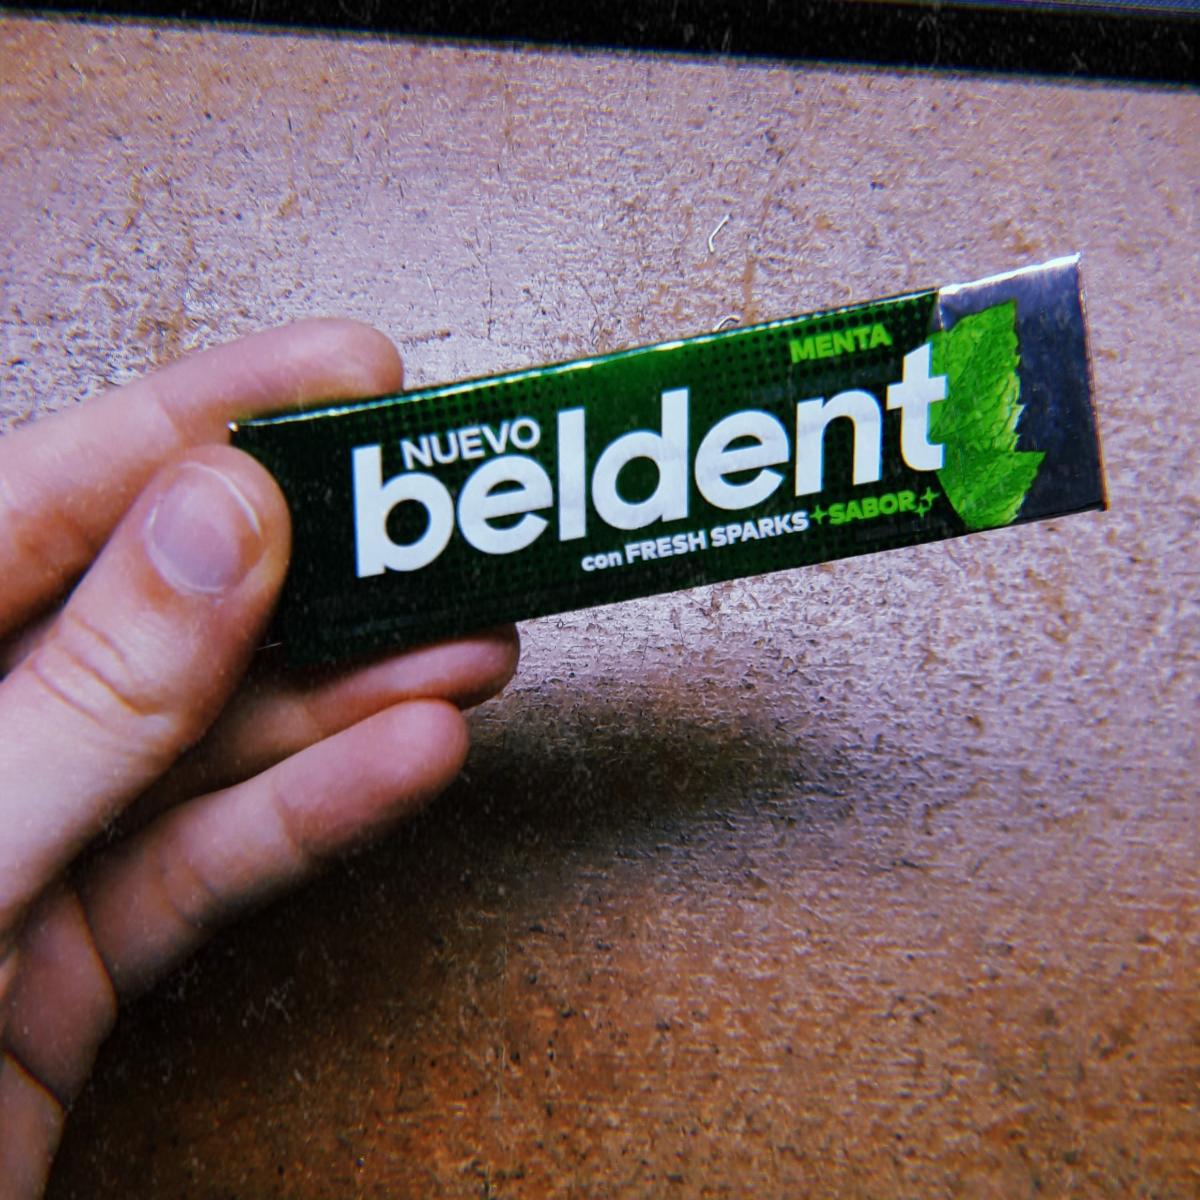 MENTA
NUEVO
beldent
con FRESH SPARKS +SABOR+